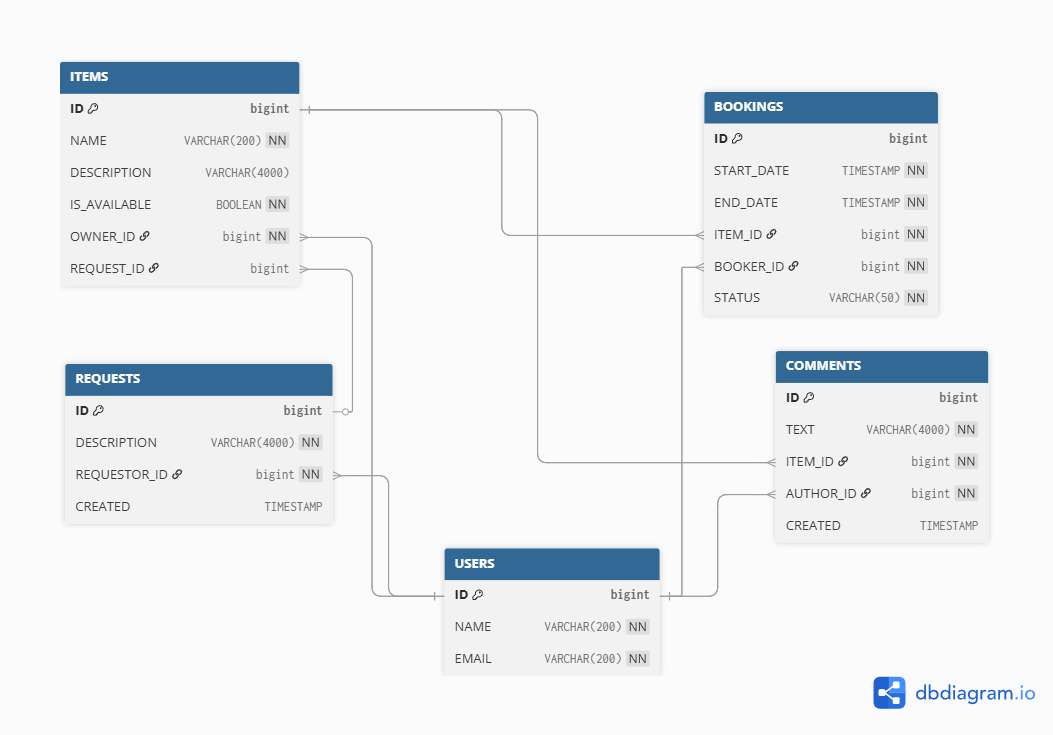 ITEMS
ID bigint
NAME VARCHAR(200) NN
DESCRIPTION VARCHAR(4000)
IS_AVAILABLE BOOLEAN NN
OWNER_ID bigint NN
REQUEST_ID bigint
BOOKINGS
ID bigint
START_DATE TIMESTAMP NN
END_DATE TIMESTAMP NN
ITEM_ID bigint NN
BOOKER_ID bigint NN
STATUS VARCHAR(50) NN
REQUESTS
ID bigint
DESCRIPTION VARCHAR(4000) NN
REQUESTOR_ID bigint NN
CREATED TIMESTAMP
COMMENTS
ID bigint
TEXT VARCHAR(4000) NN
ITEM_ID bigint NN
AUTHOR_ID bigint NN
CREATED TIMESTAMP
USERS
ID bigint
NAME VARCHAR(200) NN
EMAIL VARCHAR(200) NN
dbdiagram.io